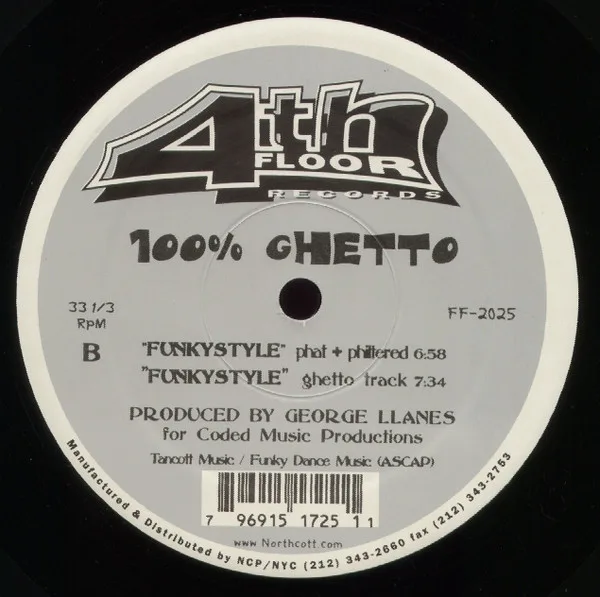 4th
FLOOR
RECORDS
100% GHETTO
33 1/3
RpM
FF-2025
B
"FUNKYSTYLE" phat + philtered 6:58
"FUNKYSTYLE" ghetto track 7:34
PRODUCED BY GEORGE LLANES
for Coded Music Productions
Tancott Music / Funky Dance Music (ASCAP)
7 96915 1725 1 1
www Northcott.com
Manufactured & Distributed by NCP/NYC (212) 343-2660 fax (212) 343-2753